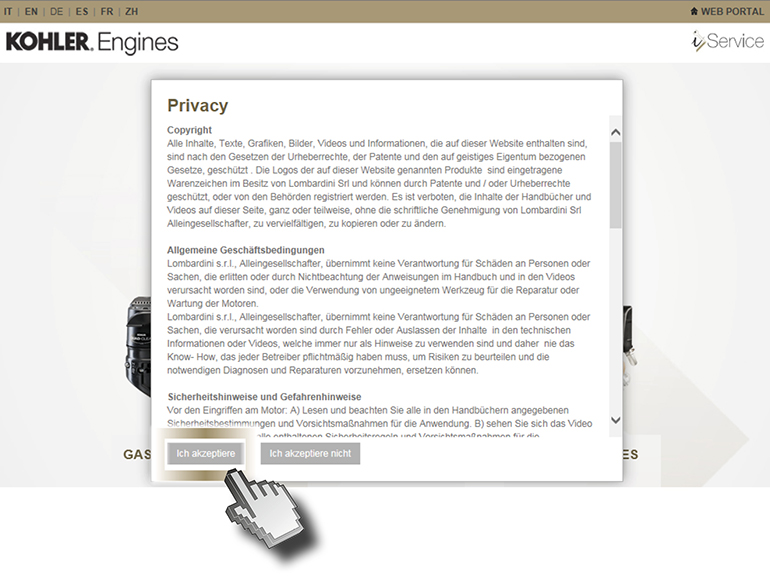 IT | EN | DE | ES | FR | ZH
WEB PORTAL
KOHLER Engines
i Service
Privacy
Copyright
Alle Inhalte, Texte, Grafiken, Bilder, Videos und Informationen, die auf dieser Website enthalten sind,
sind nach den Gesetzen der Urheberrechte, der Patente und den auf geistiges Eigentum bezogenen
Gesetze, geschützt . Die Logos der auf dieser Website genannten Produkte sind eingetragene
Warenzeichen im Besitz von Lombardini Srl und können durch Patente und / oder Urheberrechte
geschützt, oder von den Behörden registriert werden. Es ist verboten, die Inhalte der Handbücher und
Videos auf dieser Seite, ganz oder teilweise, ohne die schriftliche Genehmigung von Lombardini Srl
Alleingesellschafter, zu vervielfältigen, zu kopieren oder zu ändern.
Allgemeine Geschäftsbedingungen
Lombardini s.r.l., Alleingesellschafter, übernimmt keine Verantwortung für Schäden an Personen oder
Sachen, die erlitten oder durch Nichtbeachtung der Anweisungen im Handbuch und in den Videos
verursacht worden sind, oder die Verwendung von ungeeignetem Werkzeug für die Reparatur oder
Wartung der Motoren.
Lombardini s.r.l., Alleingesellschafter, übernimmt keine Verantwortung für Schäden an Personen oder
Sachen, die verursacht worden sind durch Fehler oder Auslassen der Inhalte in den technischen
Informationen oder Videos, welche immer nur als Hinweise zu verwenden sind und daher nie das
Know- How, das jeder Betreiber pflichtmäßig haben muss, um Risiken zu beurteilen und die
notwendigen Diagnosen und Reparaturen vorzunehmen, ersetzen können.
Sicherheitshinweise und Gefahrenhinweise
Vor den Eingriffen am Motor: A) Lesen und beachten Sie alle in den Handbüchern angegebenen
Sicherheitsbestimmungen und Vorsichtsmaßnahmen für die Anwendung. B) sehen Sie sich das Video
alle enthaltenen Sicherheitsregeln und Vorsichtsmaßnahmen für die
GAS
Ich akzeptiere
Ich akzeptiere nicht
ES